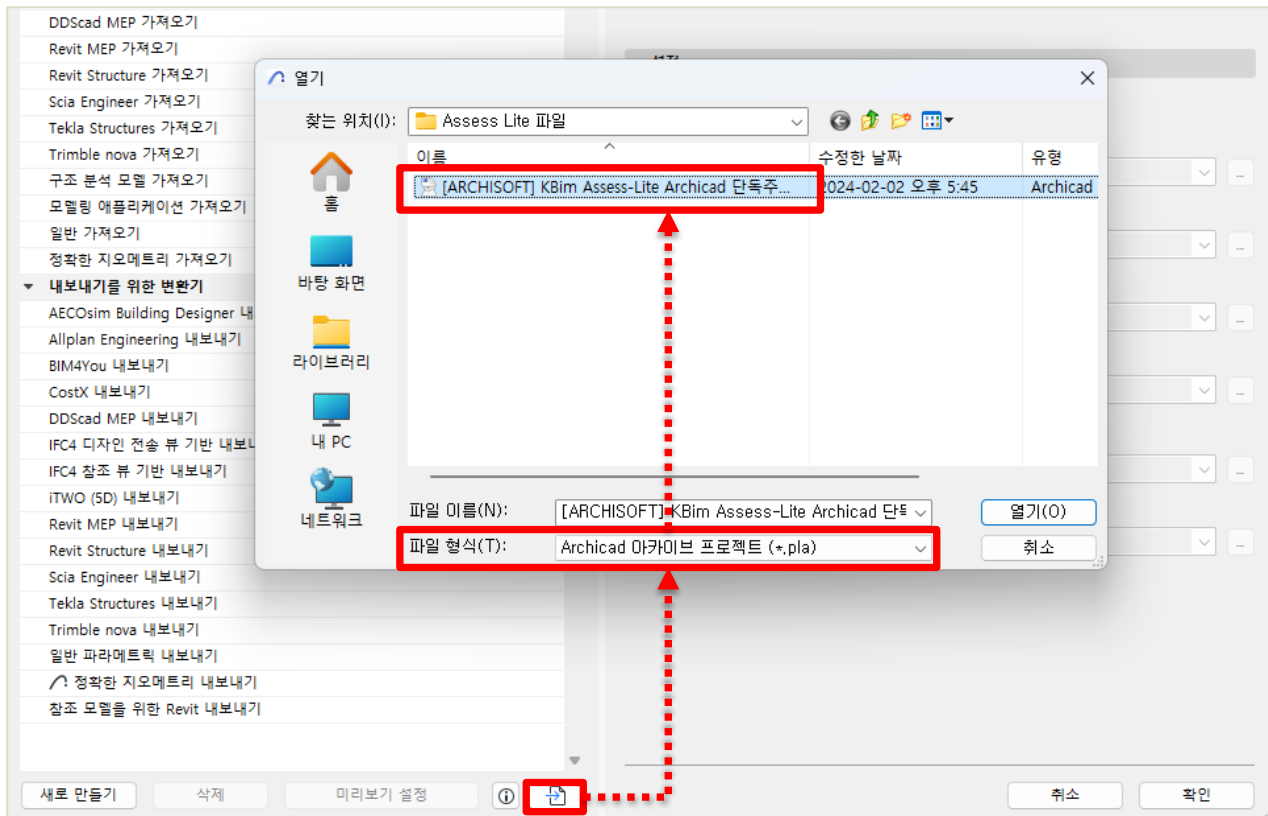 DDScad MEP 가져오기
Revit MEP 가져오기
Revit Structure 가져오기
Scia Engineer 가져오기
Tekla Structures 가져오기
Trimble nova 가져오기
구조 분석 모델 가져오기
모델링 애플리케이션 가져오기
일반 가져오기
정확한 지오메트리 가져오기
내보내기를 위한 변환기
AECOsim Building Designer 내
Allplan Engineering 내보내기
BIM4You 내보내기
CostX 내보내기
DDScad MEP 내보내기
IFC4 디자인 전송 뷰 기반 내보
IFC4 참조 뷰 기반 내보내기
iTWO (5D) 내보내기
Revit MEP 내보내기
Revit Structure 내보내기
Scia Engineer 내보내기
Tekla Structures 내보내기
Trimble nova 내보내기
일반 파라메트릭 내보내기
정확한 지오메트리 내보내기
참조 모델을 위한 Revit 내보내기
새로 만들기 삭제 미리보기 설정
열기
찾는 위치(I): Assess Lite 파일
이름 수정한 날짜 유형
[ARCHISOFT] KBim Assess-Lite Archicad 단독주... 2024-02-02 오후 5:45 Archicad
홈
바탕 화면
라이브러리
내 PC
네트워크
파일 이름(N): [ARCHISOFT] KBim Assess-Lite Archicad 단 열기(O)
파일 형식(T): Archicad 아카이브 프로젝트 (*.pla) 취소
취소 확인